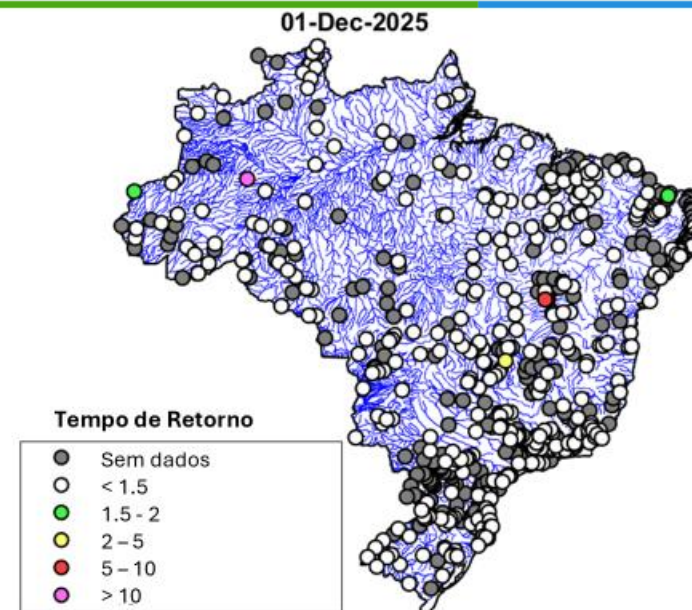 01-Dec-2025
Tempo de Retorno
Sem dados
< 1.5
1.5 - 2
2 – 5
5 – 10
> 10